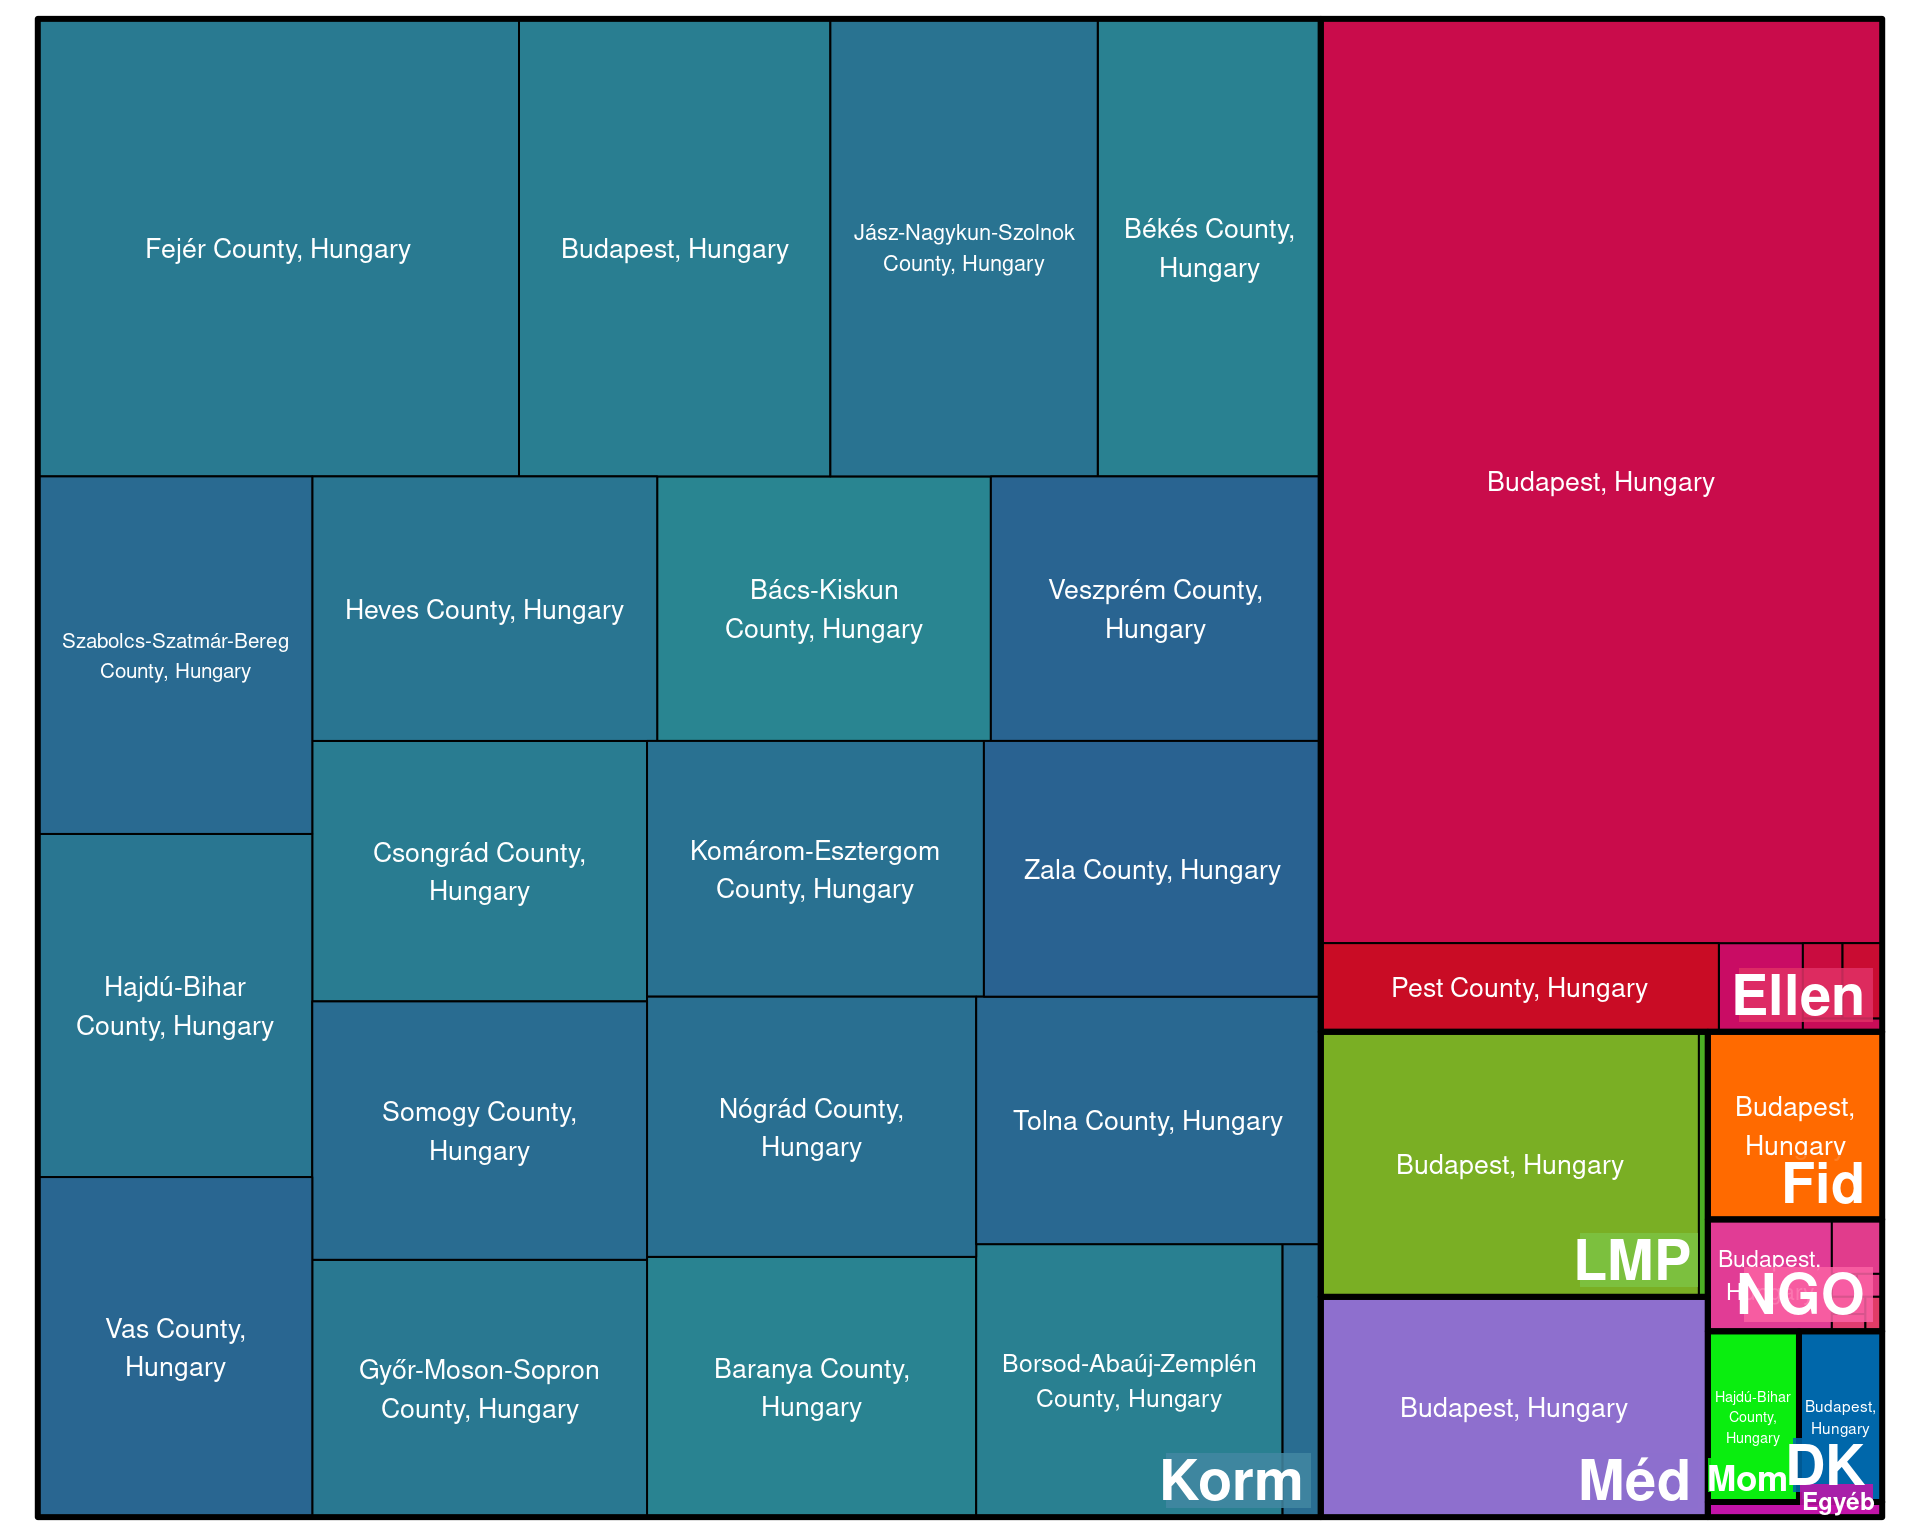 Fejér County, Hungary
Budapest, Hungary
Jász-Nagykun-Szolnok
County, Hungary
Békés County,
Hungary
Szabolcs-Szatmár-Bereg
County, Hungary
Heves County, Hungary
Bács-Kiskun
County, Hungary
Veszprém County,
Hungary
Hajdú-Bihar
County, Hungary
Csongrád County,
Hungary
Komárom-Esztergom
County, Hungary
Zala County, Hungary
Somogy County,
Hungary
Nógrád County,
Hungary
Tolna County, Hungary
Vas County,
Hungary
Győr-Moson-Sopron
County, Hungary
Baranya County,
Hungary
Borsod-Abaúj-Zemplén
County, Hungary
Korm
Budapest, Hungary
Pest County, Hungary
Ellen
Budapest, Hungary
LMP
Budapest,
Hungary
Fid
Budapest,
NGO
Budapest, Hungary
Méd
Hajdú-Bihar
County,
Hungary
Mom
Budapest,
Hungary
DK
Egyéb